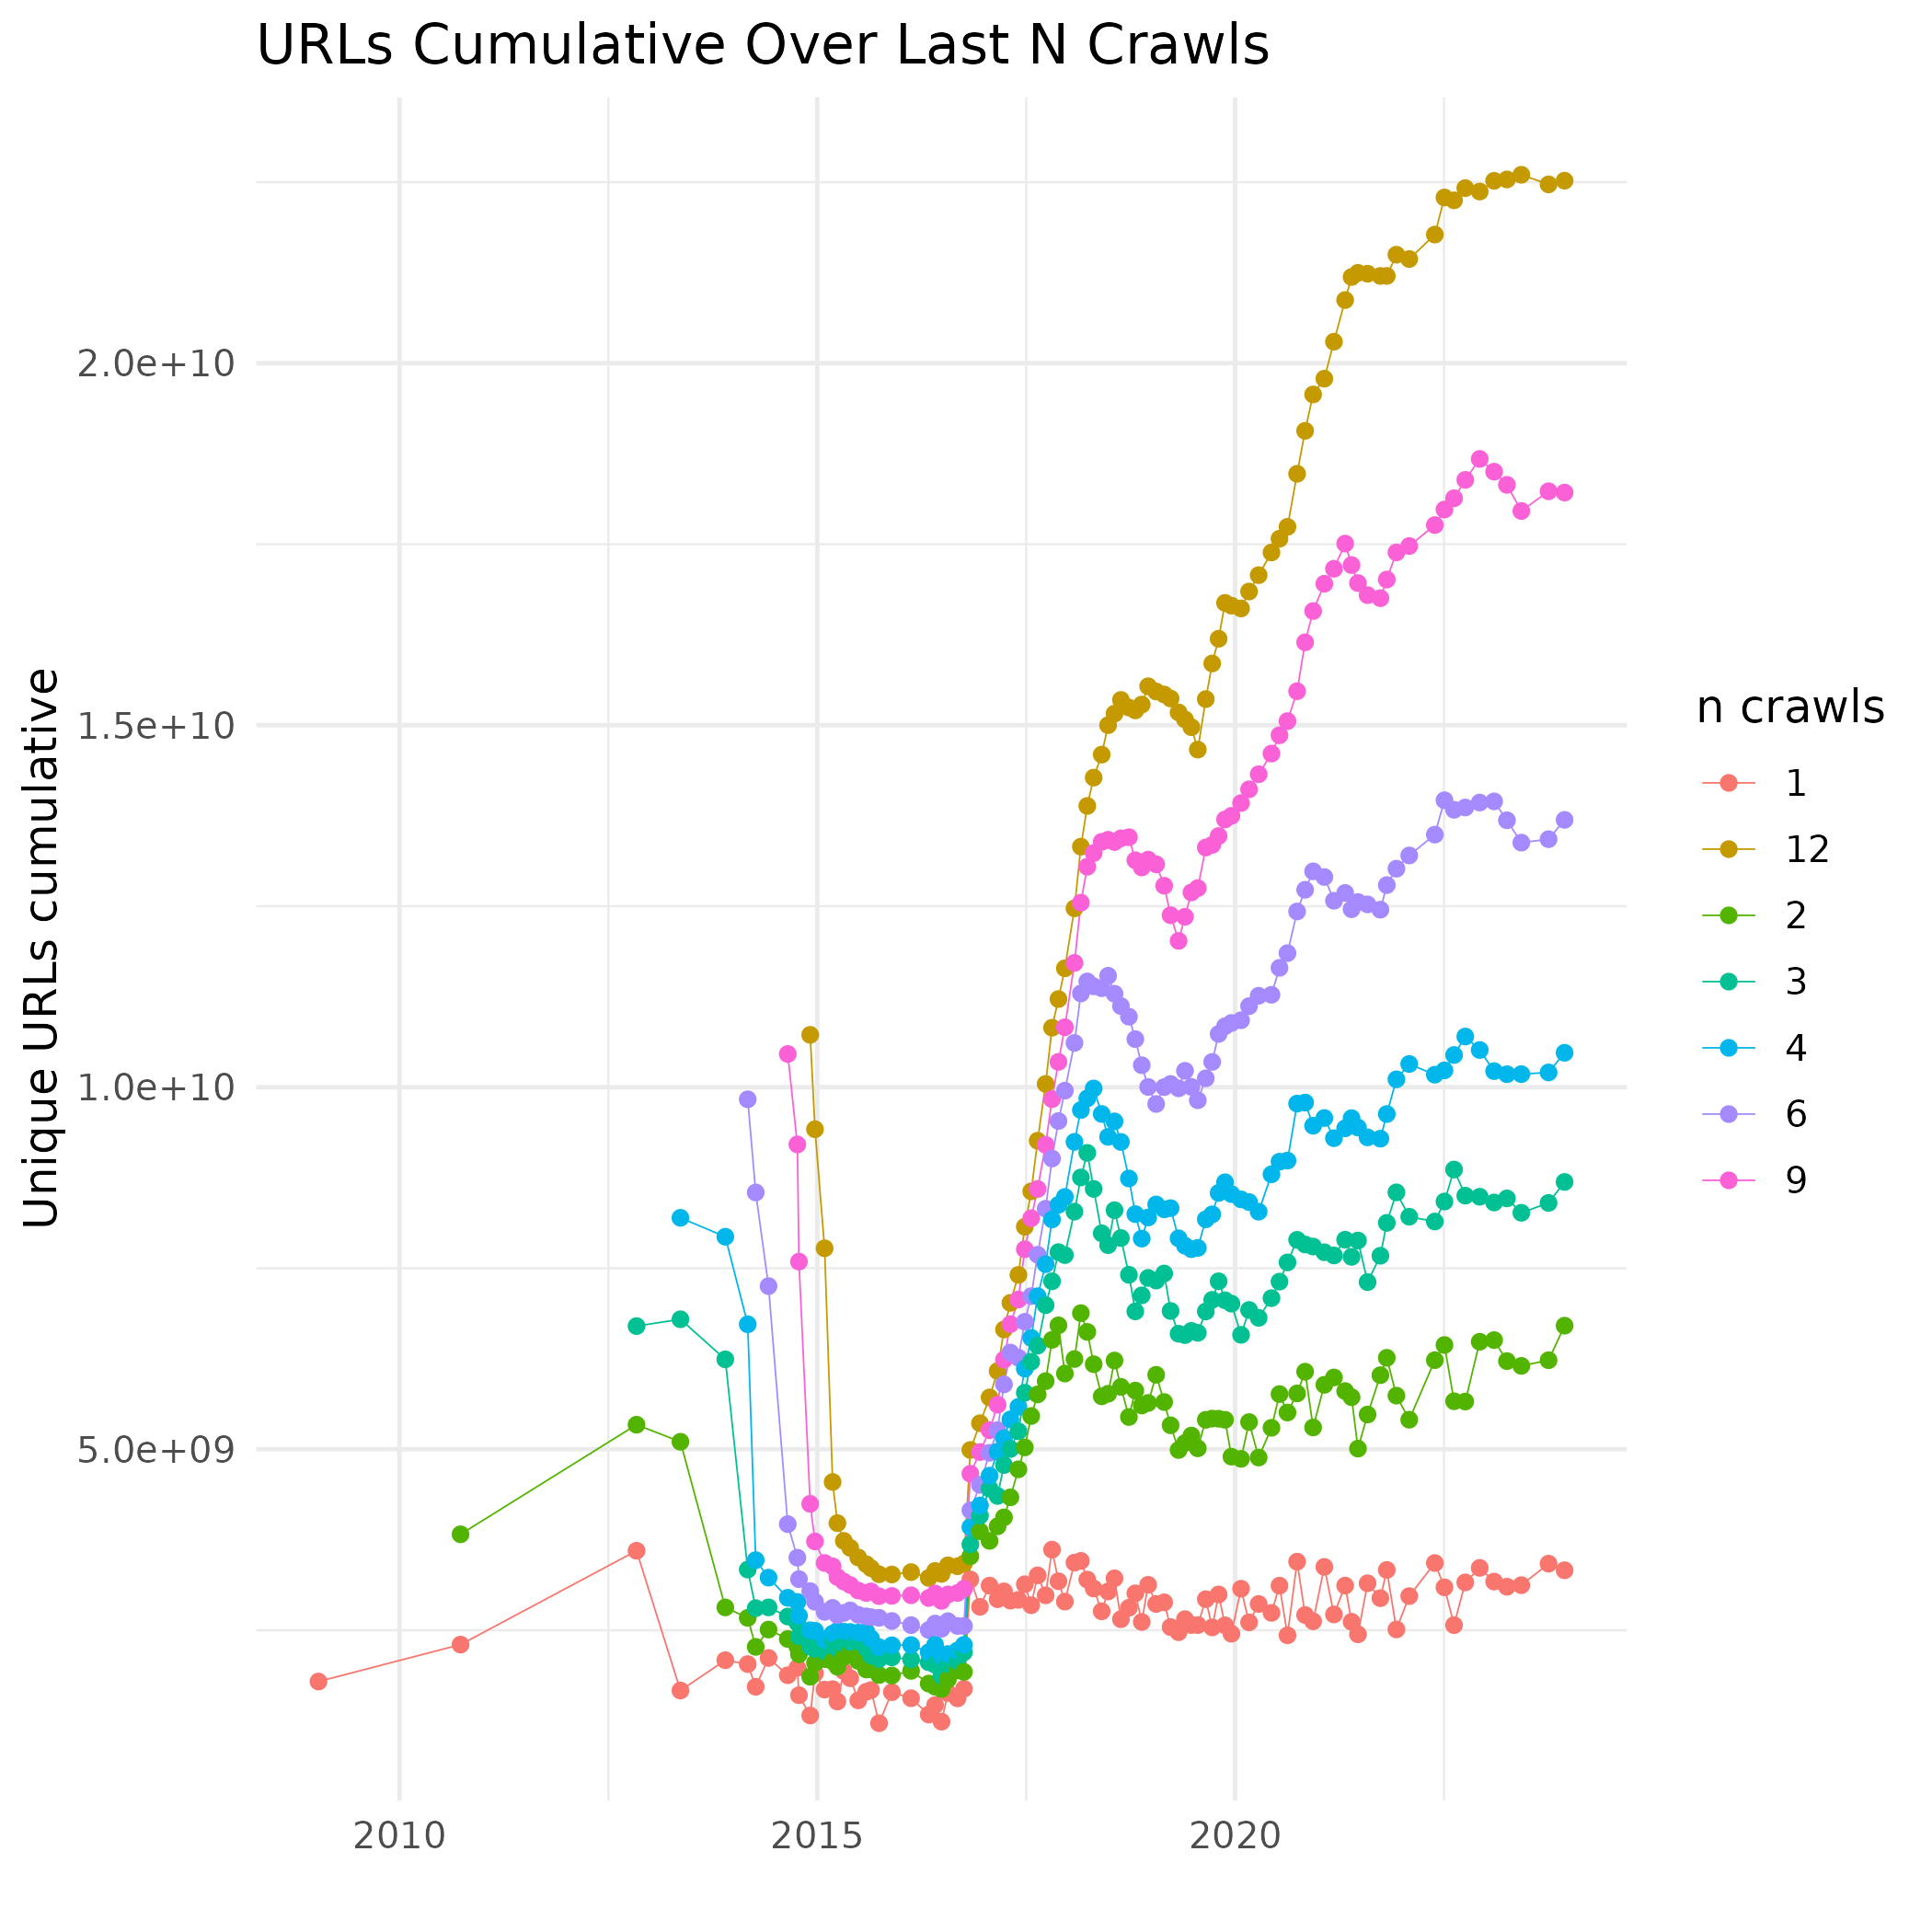 URLs Cumulative Over Last N Crawls
Unique URLs cumulative
2.0e+10
1.5e+10
1.0e+10
5.0e+09
2010
2015
2020
n crawls
1
12
2
3
4
6
9